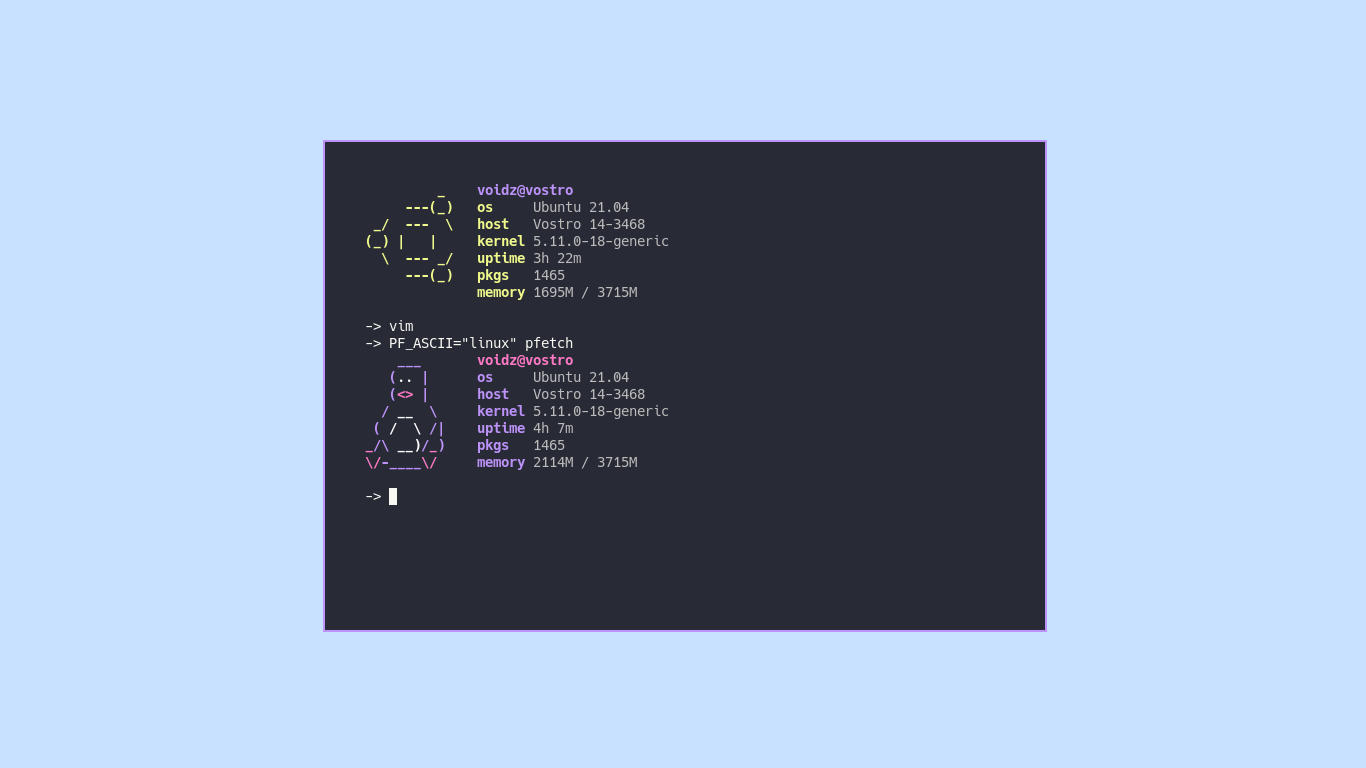 _    voidz@vostro
     ---(_)   os     Ubuntu 21.04
 _/  ---  \   host   Vostro 14-3468
(_) |   |     kernel 5.11.0-18-generic
  \  --- _/   uptime 3h 22m
     ---(_)   pkgs   1465
              memory 1695M / 3715M
-> vim
-> PF_ASCII="linux" pfetch
    ___       voidz@vostro
   (.. |      os     Ubuntu 21.04
   (<> |      host   Vostro 14-3468
  / __  \     kernel 5.11.0-18-generic
 ( /  \ /|    uptime 4h 7m
_/\ __)/_)    pkgs   1465
\/-____\/     memory 2114M / 3715M
->